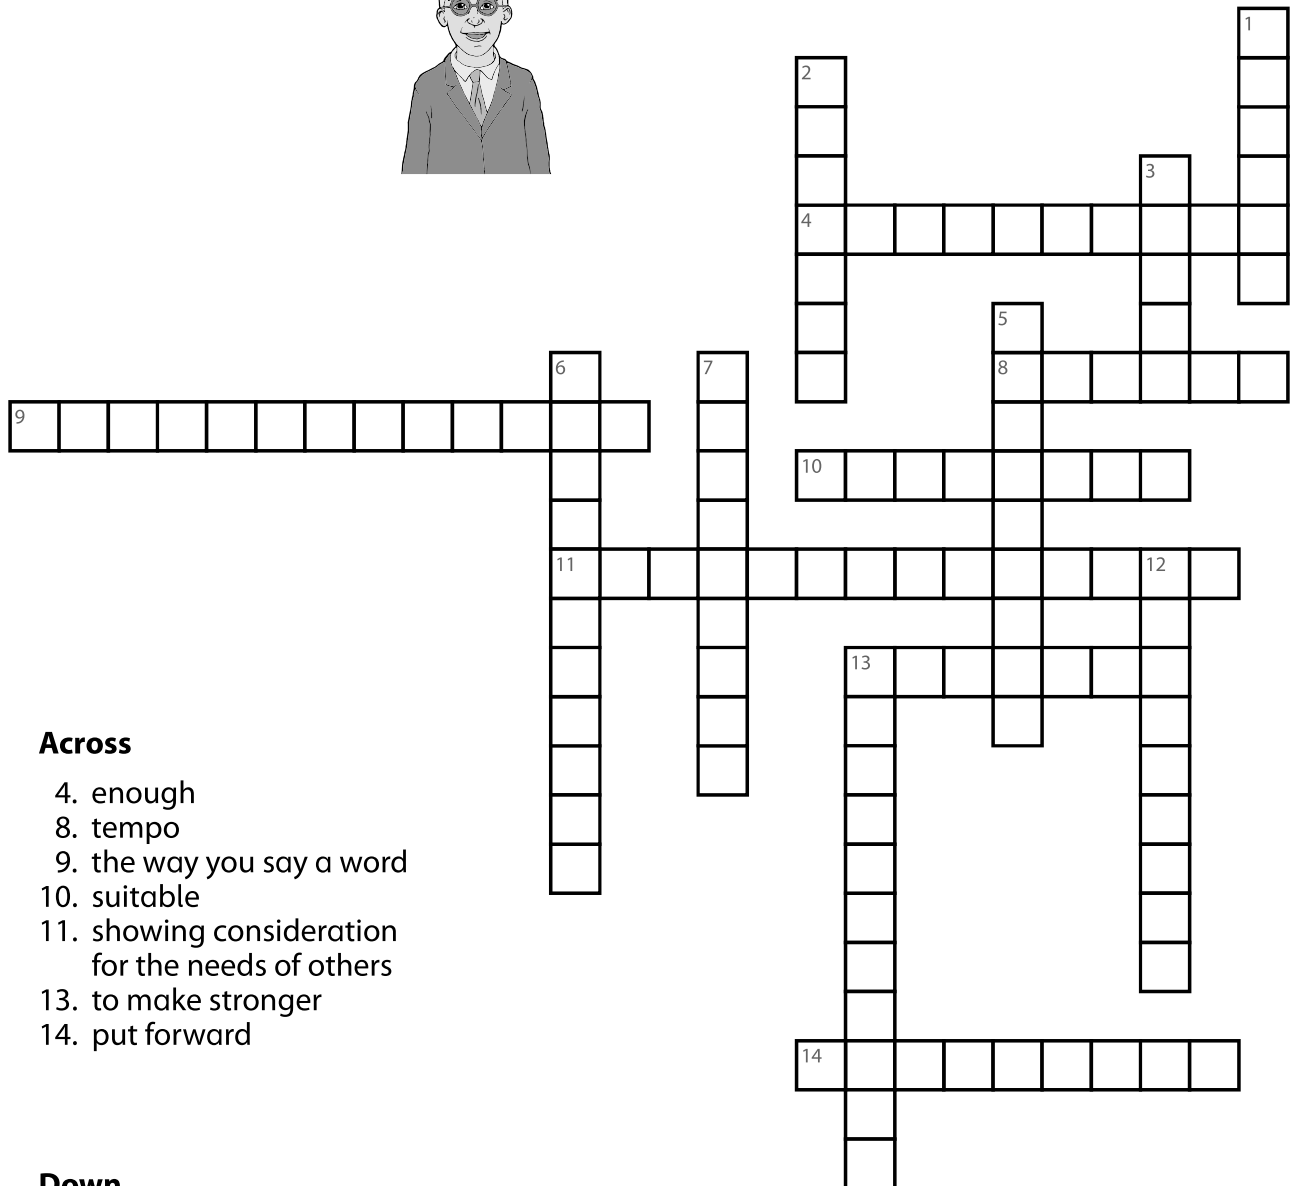 1
2
3
4
5
6
7
8
9
10
11
12
13
14
Across
4. enough
8. tempo
9. the way you say a word
10. suitable
11. showing consideration
for the needs of others
13. to make stronger
14. put forward
Down